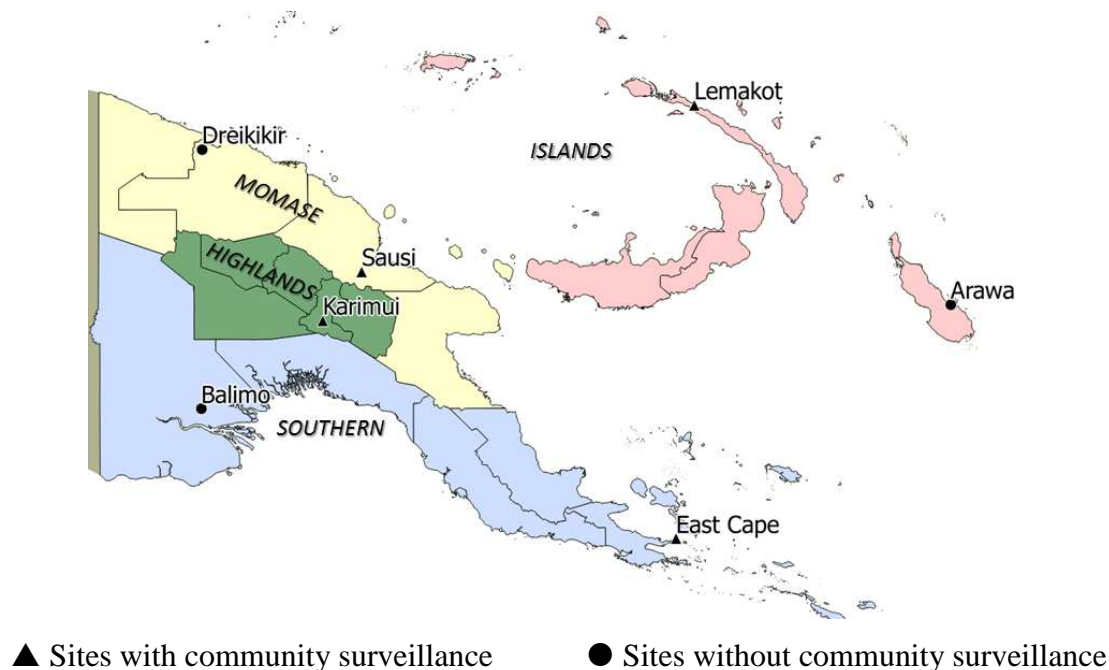 Lemakot
Dreikikir
ISLANDS
MOMASE
Sausi
HIGHLANDS
Arawa
Karimui
Balimo
SOUTHERN
East Cape
▲ Sites with community surveillance ● Sites without community surveillance